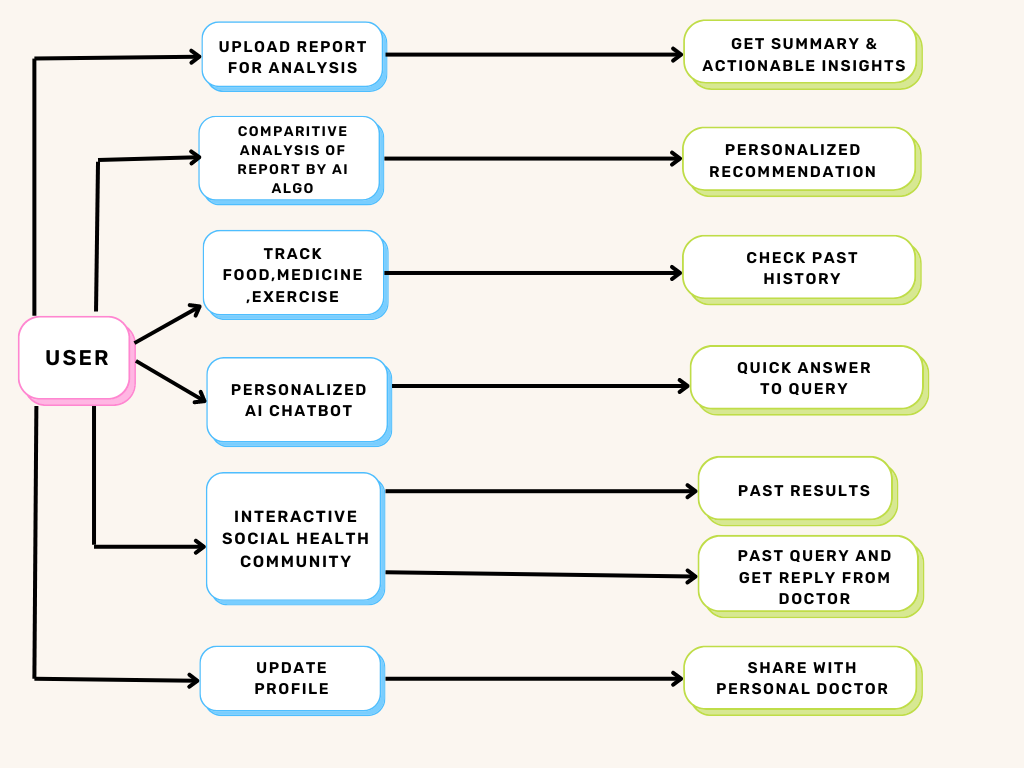 UPLOAD REPORT
FOR ANALYSIS
GET SUMMARY &
ACTIONABLE INSIGHTS
COMPARITIVE
ANALYSIS OF
REPORT BY AI
ALGO
PERSONALIZED
RECOMMENDATION
TRACK
FOOD,MEDICINE
,EXERCISE
CHECK PAST
HISTORY
USER
PERSONALIZED
AI CHATBOT
QUICK ANSWER
TO QUERY
INTERACTIVE
SOCIAL HEALTH
COMMUNITY
PAST RESULTS
PAST QUERY AND
GET REPLY FROM
DOCTOR
UPDATE
PROFILE
SHARE WITH
PERSONAL DOCTOR